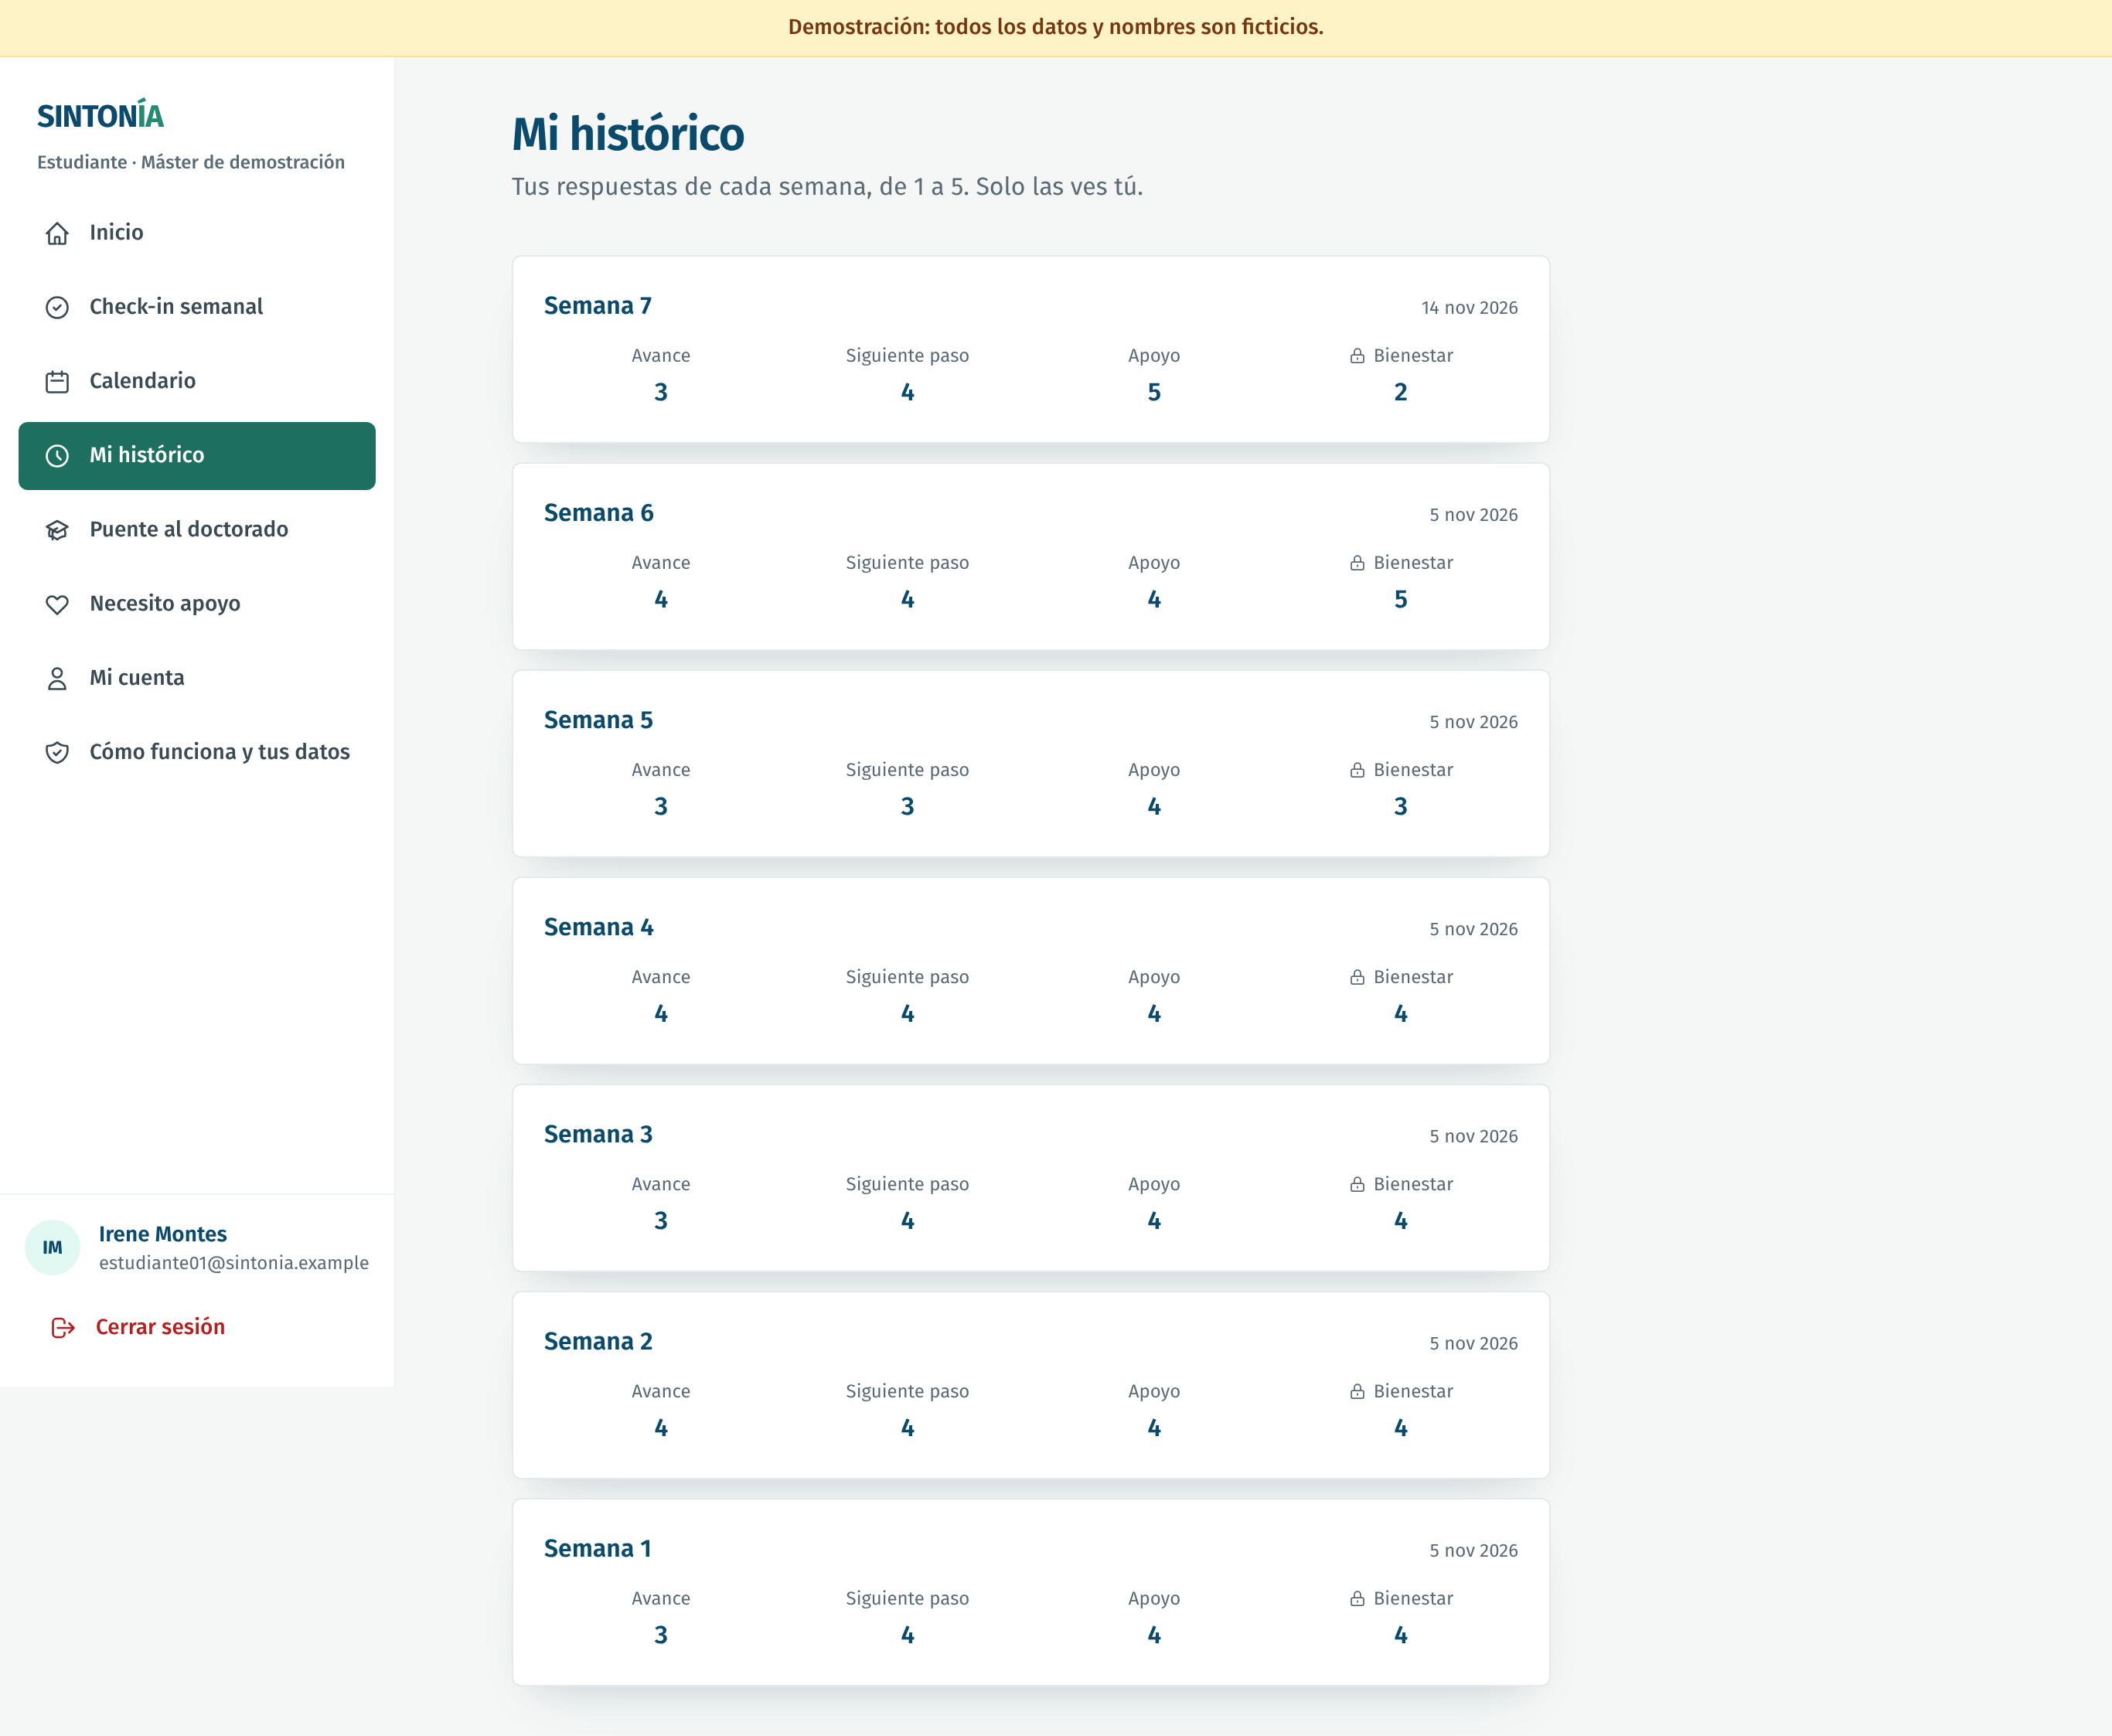 Demostración: todos los datos y nombres son ficticios.
SINTONÍA
Estudiante · Máster de demostración
Inicio
Check-in semanal
Calendario
Mi histórico
Puente al doctorado
Necesito apoyo
Mi cuenta
Cómo funciona y tus datos
IM
Irene Montes
estudiante01@sintonia.example
Cerrar sesión
Mi histórico
Tus respuestas de cada semana, de 1 a 5. Solo las ves tú.
Semana 7 14 nov 2026
Avance Siguiente paso Apoyo Bienestar
3 4 5 2
Semana 6 5 nov 2026
Avance Siguiente paso Apoyo Bienestar
4 4 4 5
Semana 5 5 nov 2026
Avance Siguiente paso Apoyo Bienestar
3 3 4 3
Semana 4 5 nov 2026
Avance Siguiente paso Apoyo Bienestar
4 4 4 4
Semana 3 5 nov 2026
Avance Siguiente paso Apoyo Bienestar
3 4 4 4
Semana 2 5 nov 2026
Avance Siguiente paso Apoyo Bienestar
4 4 4 4
Semana 1 5 nov 2026
Avance Siguiente paso Apoyo Bienestar
3 4 4 4